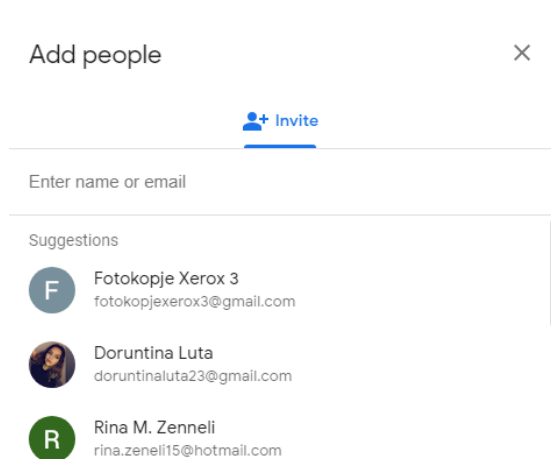 Add people
Invite
Enter name or email
Suggestions
F
Fotokopje Xerox 3
fotokopjexerox3@gmail.com
Doruntina Luta
doruntinaluta23@gmail.com
R
Rina M. Zenneli
rina.zeneli15@hotmail.com